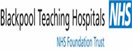 Blackpool Teaching Hospitals NHS
NHS Foundation Trust